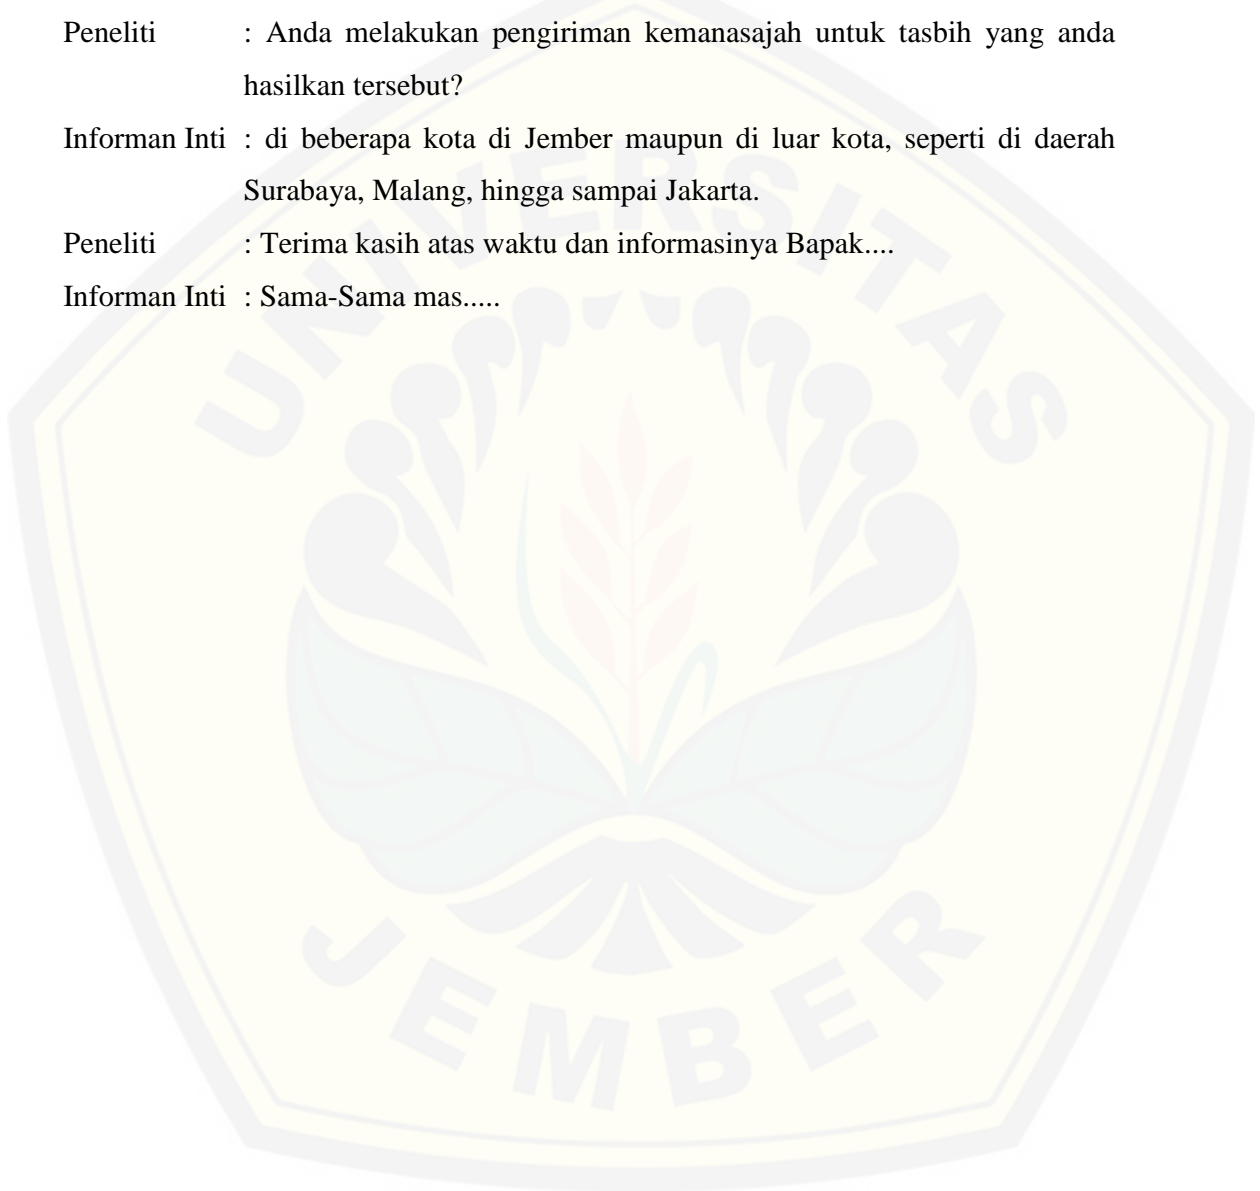 Peneliti : Anda melakukan pengiriman kemanasajah untuk tasbih yang anda
hasilkan tersebut?
Informan Inti : di beberapa kota di Jember maupun di luar kota, seperti di daerah
Surabaya, Malang, hingga sampai Jakarta.
Peneliti : Terima kasih atas waktu dan informasinya Bapak....
Informan Inti : Sama-Sama mas.....
UNIVERSITAS
JEMBER